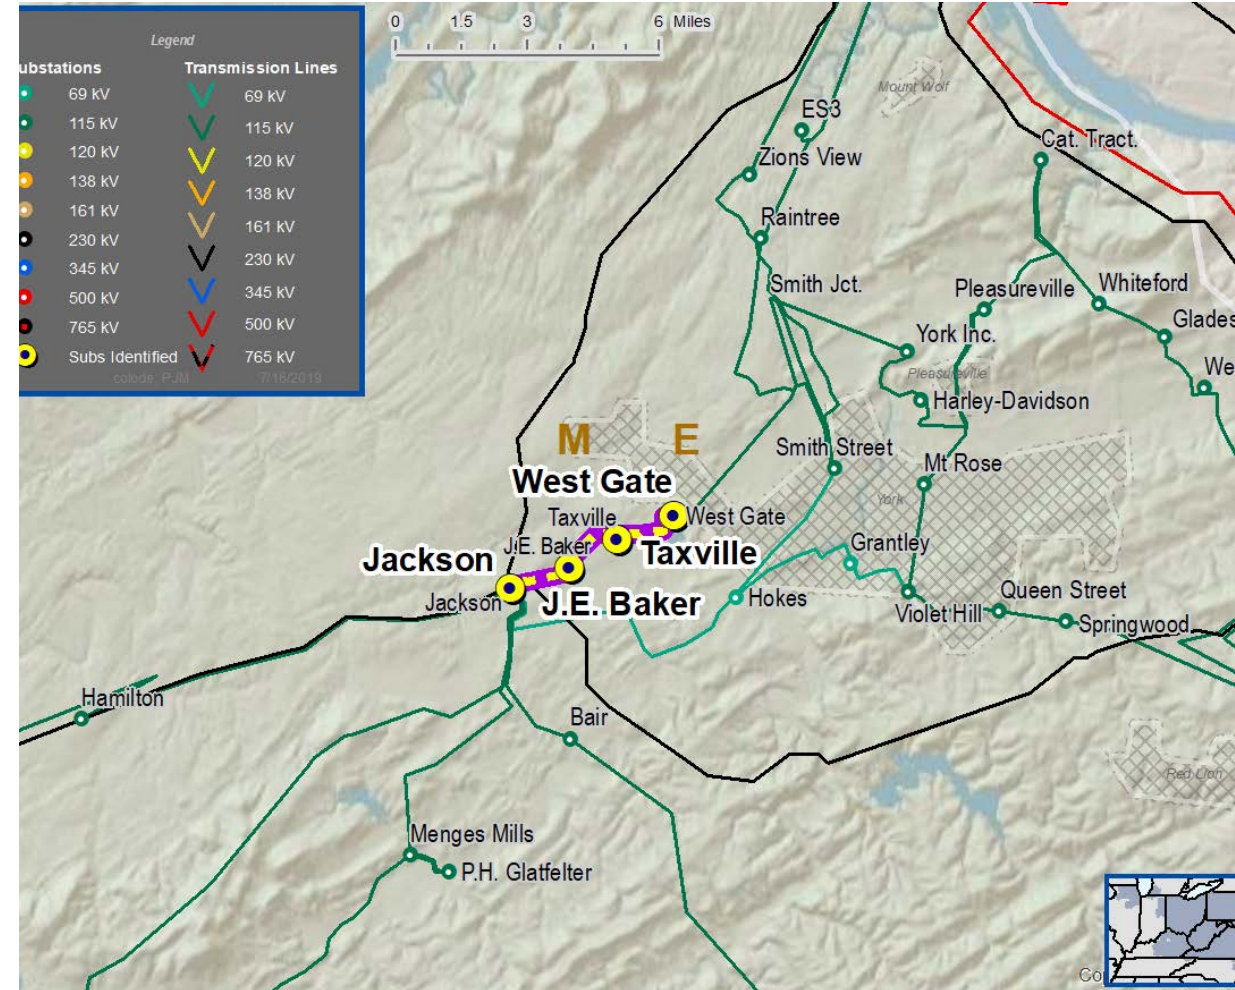 0 1.5 3 6 Miles
Legend
ubstations
Transmission Lines
69 kV
69 kV
115 kV
115 kV
120 kV
120 kV
138 kV
138 kV
161 kV
161 kV
230 kV
230 kV
345 kV
345 kV
500 kV
500 kV
765 kV
765 kV
Subs Identified
colode, PJM 7/16/2019
Mount Wolf
ES3
Cat. Tract.
Zions View
Raintree
Smith Jct.
Pleasureville
Whiteford
Glades
York Inc.
We
Pleasureville
Harley-Davidson
M E
Smith Street
Mt Rose
West Gate
York
Taxville
West Gate
J.E. Baker
Taxville
Grantley
Jackson
Jackson
J.E. Baker
Hokes
Violet Hill
Queen Street
Springwood
Hamilton
Bair
Red Lion
Menges Mills
P.H. Glatfelter
Co